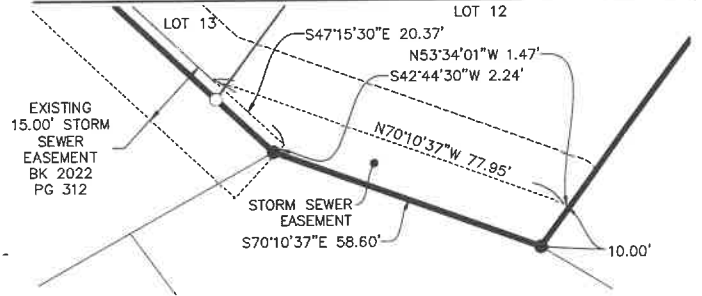 LOT 13
LOT 12
S47°15'30"E 20.37'
N53°34'01"W 1.47'
S42°44'30"W 2.24'
EXISTING
15.00' STORM
SEWER
EASEMENT
BK 2022
PG 312
N70°10'37"W 77.95'
STORM SEWER
EASEMENT
S70°10'37"E 58.60'
10.00'